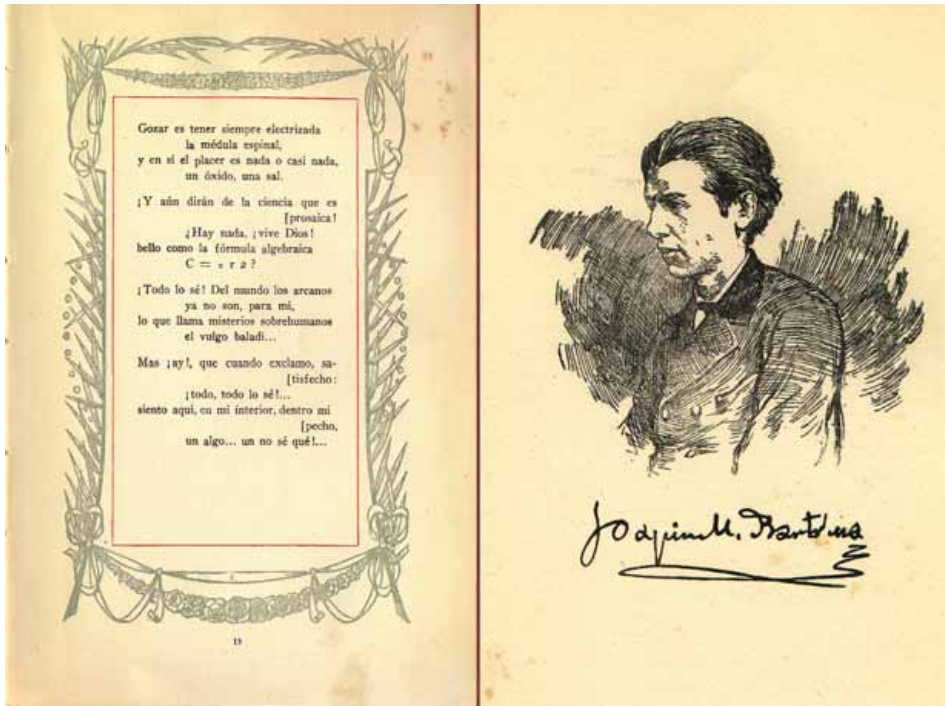 Gozar es tener siempre electrizada
la médula espinal,
y en sí el placer es nada o casi nada,
un óxido, una sal.
¡Y aún dirán de la ciencia que es
[prosaica!
¿Hay nada, ¡vive Dios!
bello como la fórmula algebraica
C = π r 2?
¡Todo lo sé! Del mundo los arcanos
ya no son, para mi,
lo que llama misterios sobrehumanos
el vulgo baladí...
Mas ¡ay!, que cuando exclamo, sa-
[tisfecho:
¡todo, todo lo sé!...
siento aquí, en mi interior, dentro mi
[pecho,
un algo... un no sé qué!...
13
Joaquin M. Bartrina